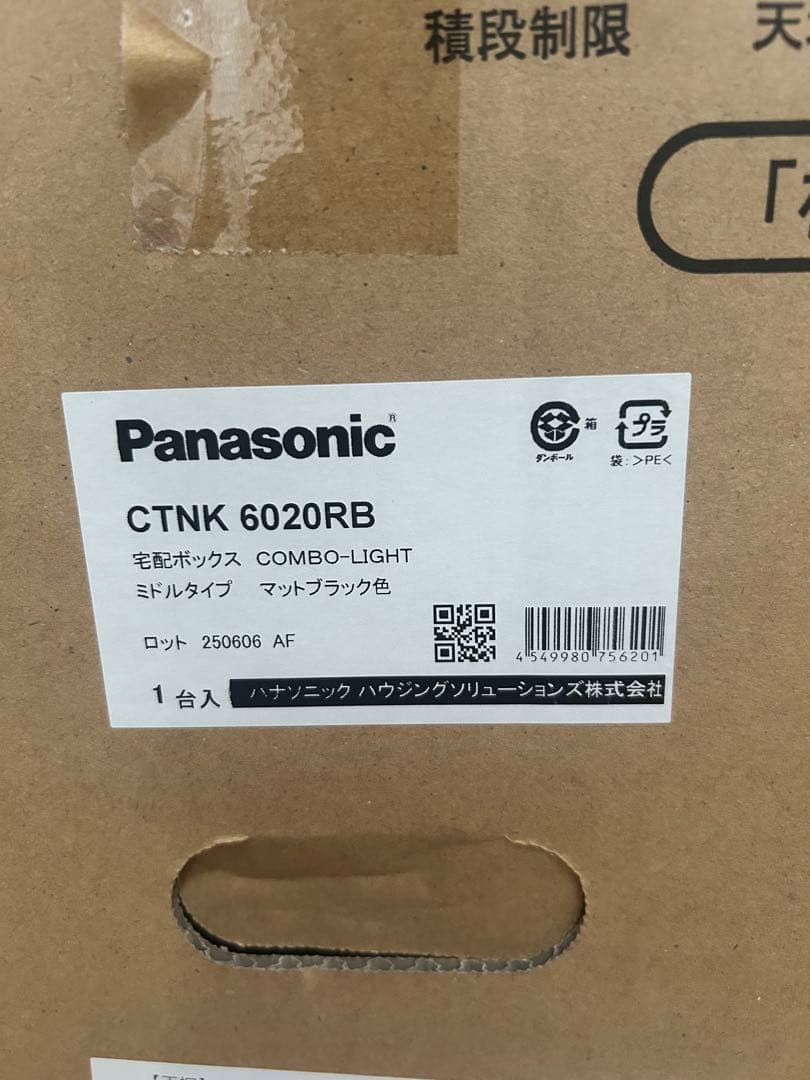 積段制限
天
Panasonic®
箱
ダンボール
プラ
袋:>PE<
CTNK 6020RB
宅配ボックス COMBO-LIGHT
ミドルタイプ マットブラック色
ロット 250606 AF
4 549980 756201
1 台入 パナソニック ハウジングソリューションズ株式会社